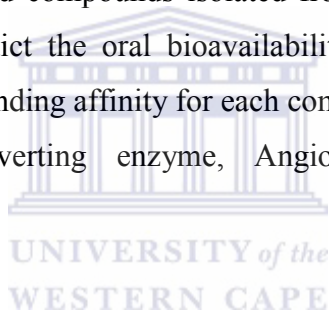 d compounds isolated fro
ict the oral bioavailabilit
nding affinity for each con
verting enzyme, Angio
UNIVERSITY of the
WESTERN CAPE